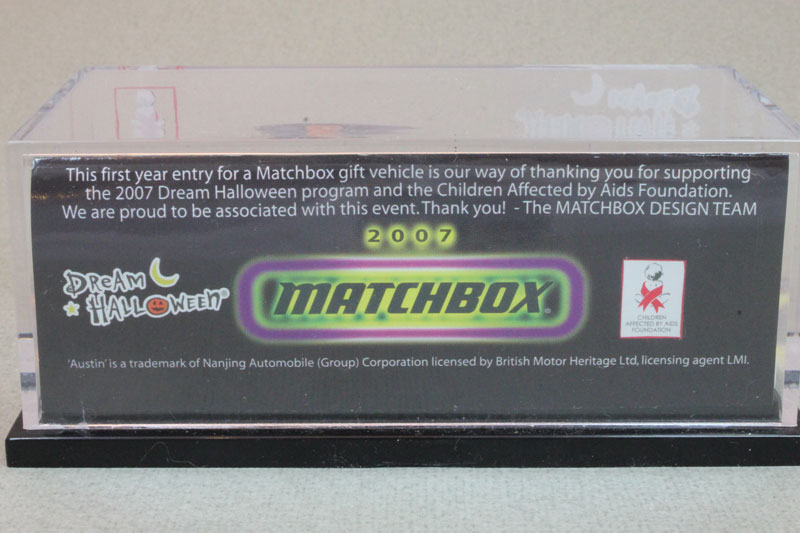 This first year entry for a Matchbox gift vehicle is our way of thanking you for supporting
the 2007 Dream Halloween program and the Children Affected by Aids Foundation.
We are proud to be associated with this event. Thank you!  - The MATCHBOX DESIGN TEAM
2007
DREAM
HALLOWEEN®
MATCHBOX®
CHILDREN
AFFECTED BY AIDS
FOUNDATION
'Austin' is a trademark of Nanjing Automobile (Group) Corporation licensed by British Motor Heritage Ltd, licensing agent LMI.